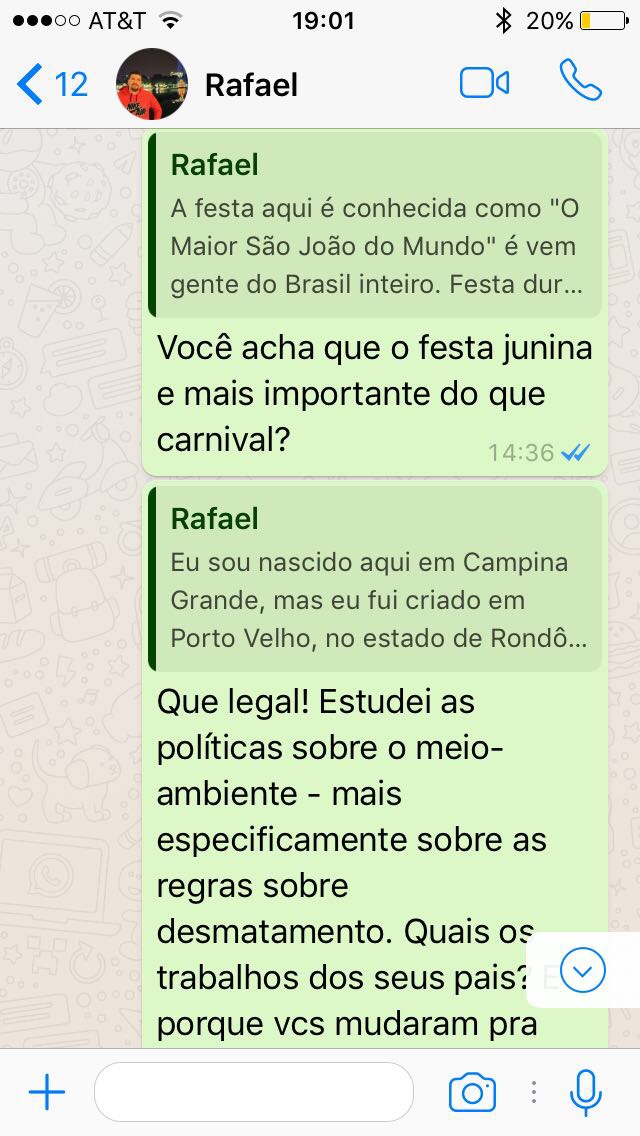 AT&T 19:01 20%
12 Rafael
Rafael
A festa aqui é conhecida como "O
Maior São João do Mundo" é vem
gente do Brasil inteiro. Festa dur...
Você acha que o festa junina
e mais importante do que
carnival?
14:36
Rafael
Eu sou nascido aqui em Campina
Grande, mas eu fui criado em
Porto Velho, no estado de Rondô...
Que legal! Estudei as
políticas sobre o meio-
ambiente - mais
especificamente sobre as
regras sobre
desmatamento. Quais os
trabalhos dos seus pais?
porque vcs mudaram pra